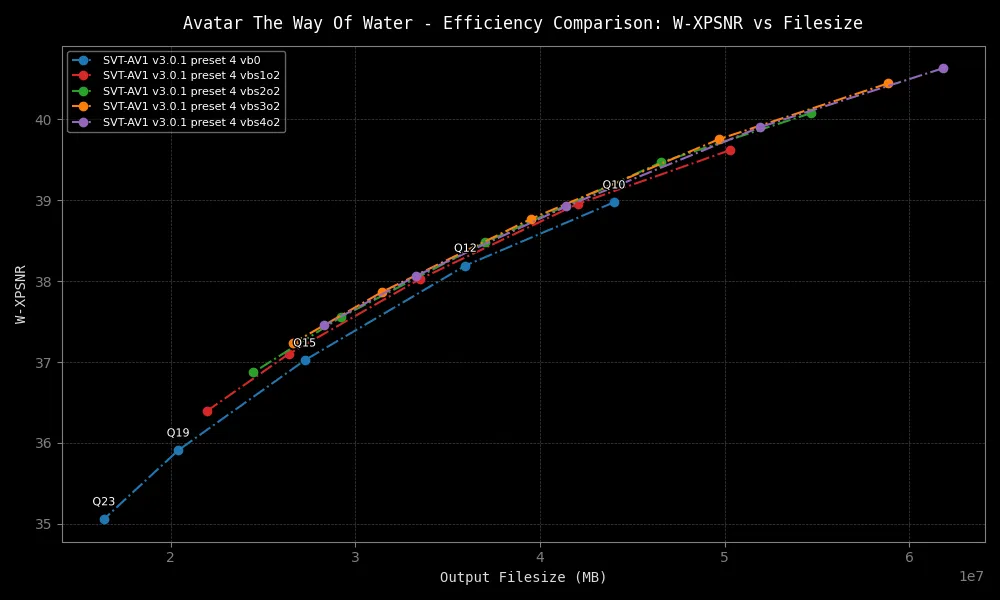 Avatar The Way Of Water - Efficiency Comparison: W-XPSNR vs Filesize
SVT-AV1 v3.0.1 preset 4 vb0
SVT-AV1 v3.0.1 preset 4 vbs1o2
SVT-AV1 v3.0.1 preset 4 vbs2o2
SVT-AV1 v3.0.1 preset 4 vbs3o2
SVT-AV1 v3.0.1 preset 4 vbs4o2
W-XPSNR
40
39
38
37
36
35
Q10
Q12
Q15
Q19
Q23
2
3
4
5
6
1e7
Output Filesize (MB)